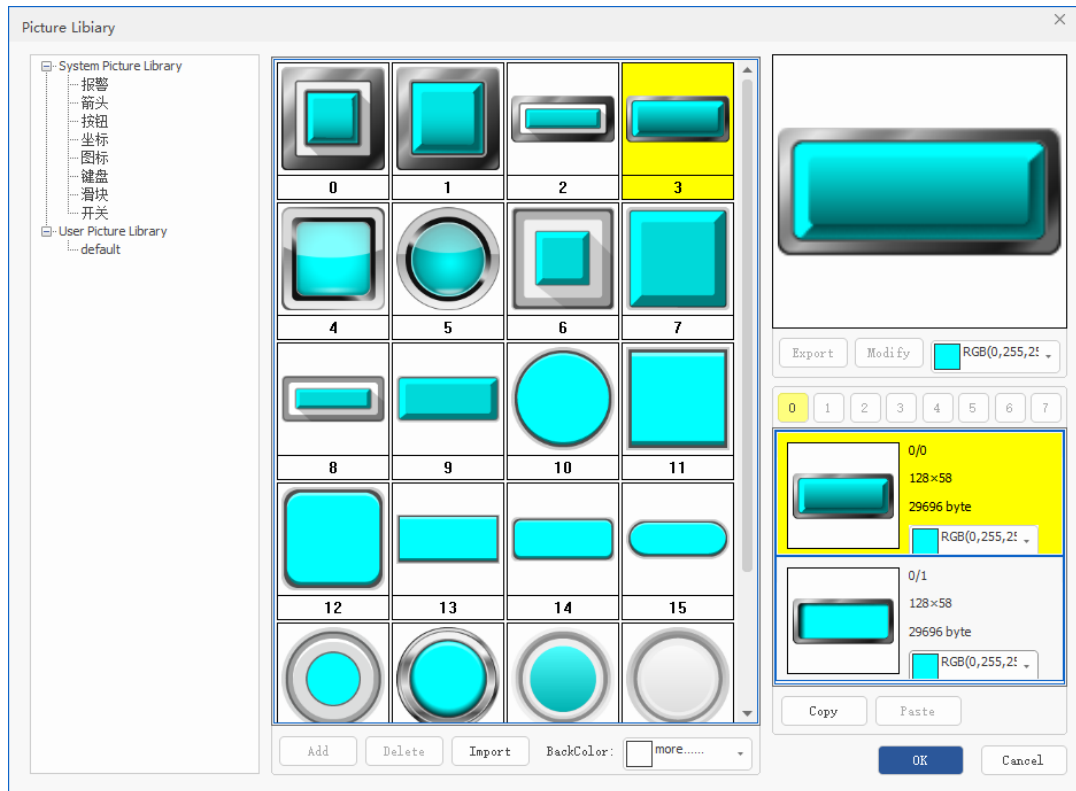 Picture Libiary
System Picture Library
报警
箭头
按钮
坐标
图标
键盘
滑块
开关
User Picture Library
default
0 1 2 3
4 5 6 7
8 9 10 11
12 13 14 15
Add Delete Import BackColor: more......
Export Modify RGB(0,255,25
0 1 2 3 4 5 6 7
0/0
128×58
29696 byte
RGB(0,255,25
0/1
128×58
29696 byte
RGB(0,255,25
Copy Paste
OK Cancel